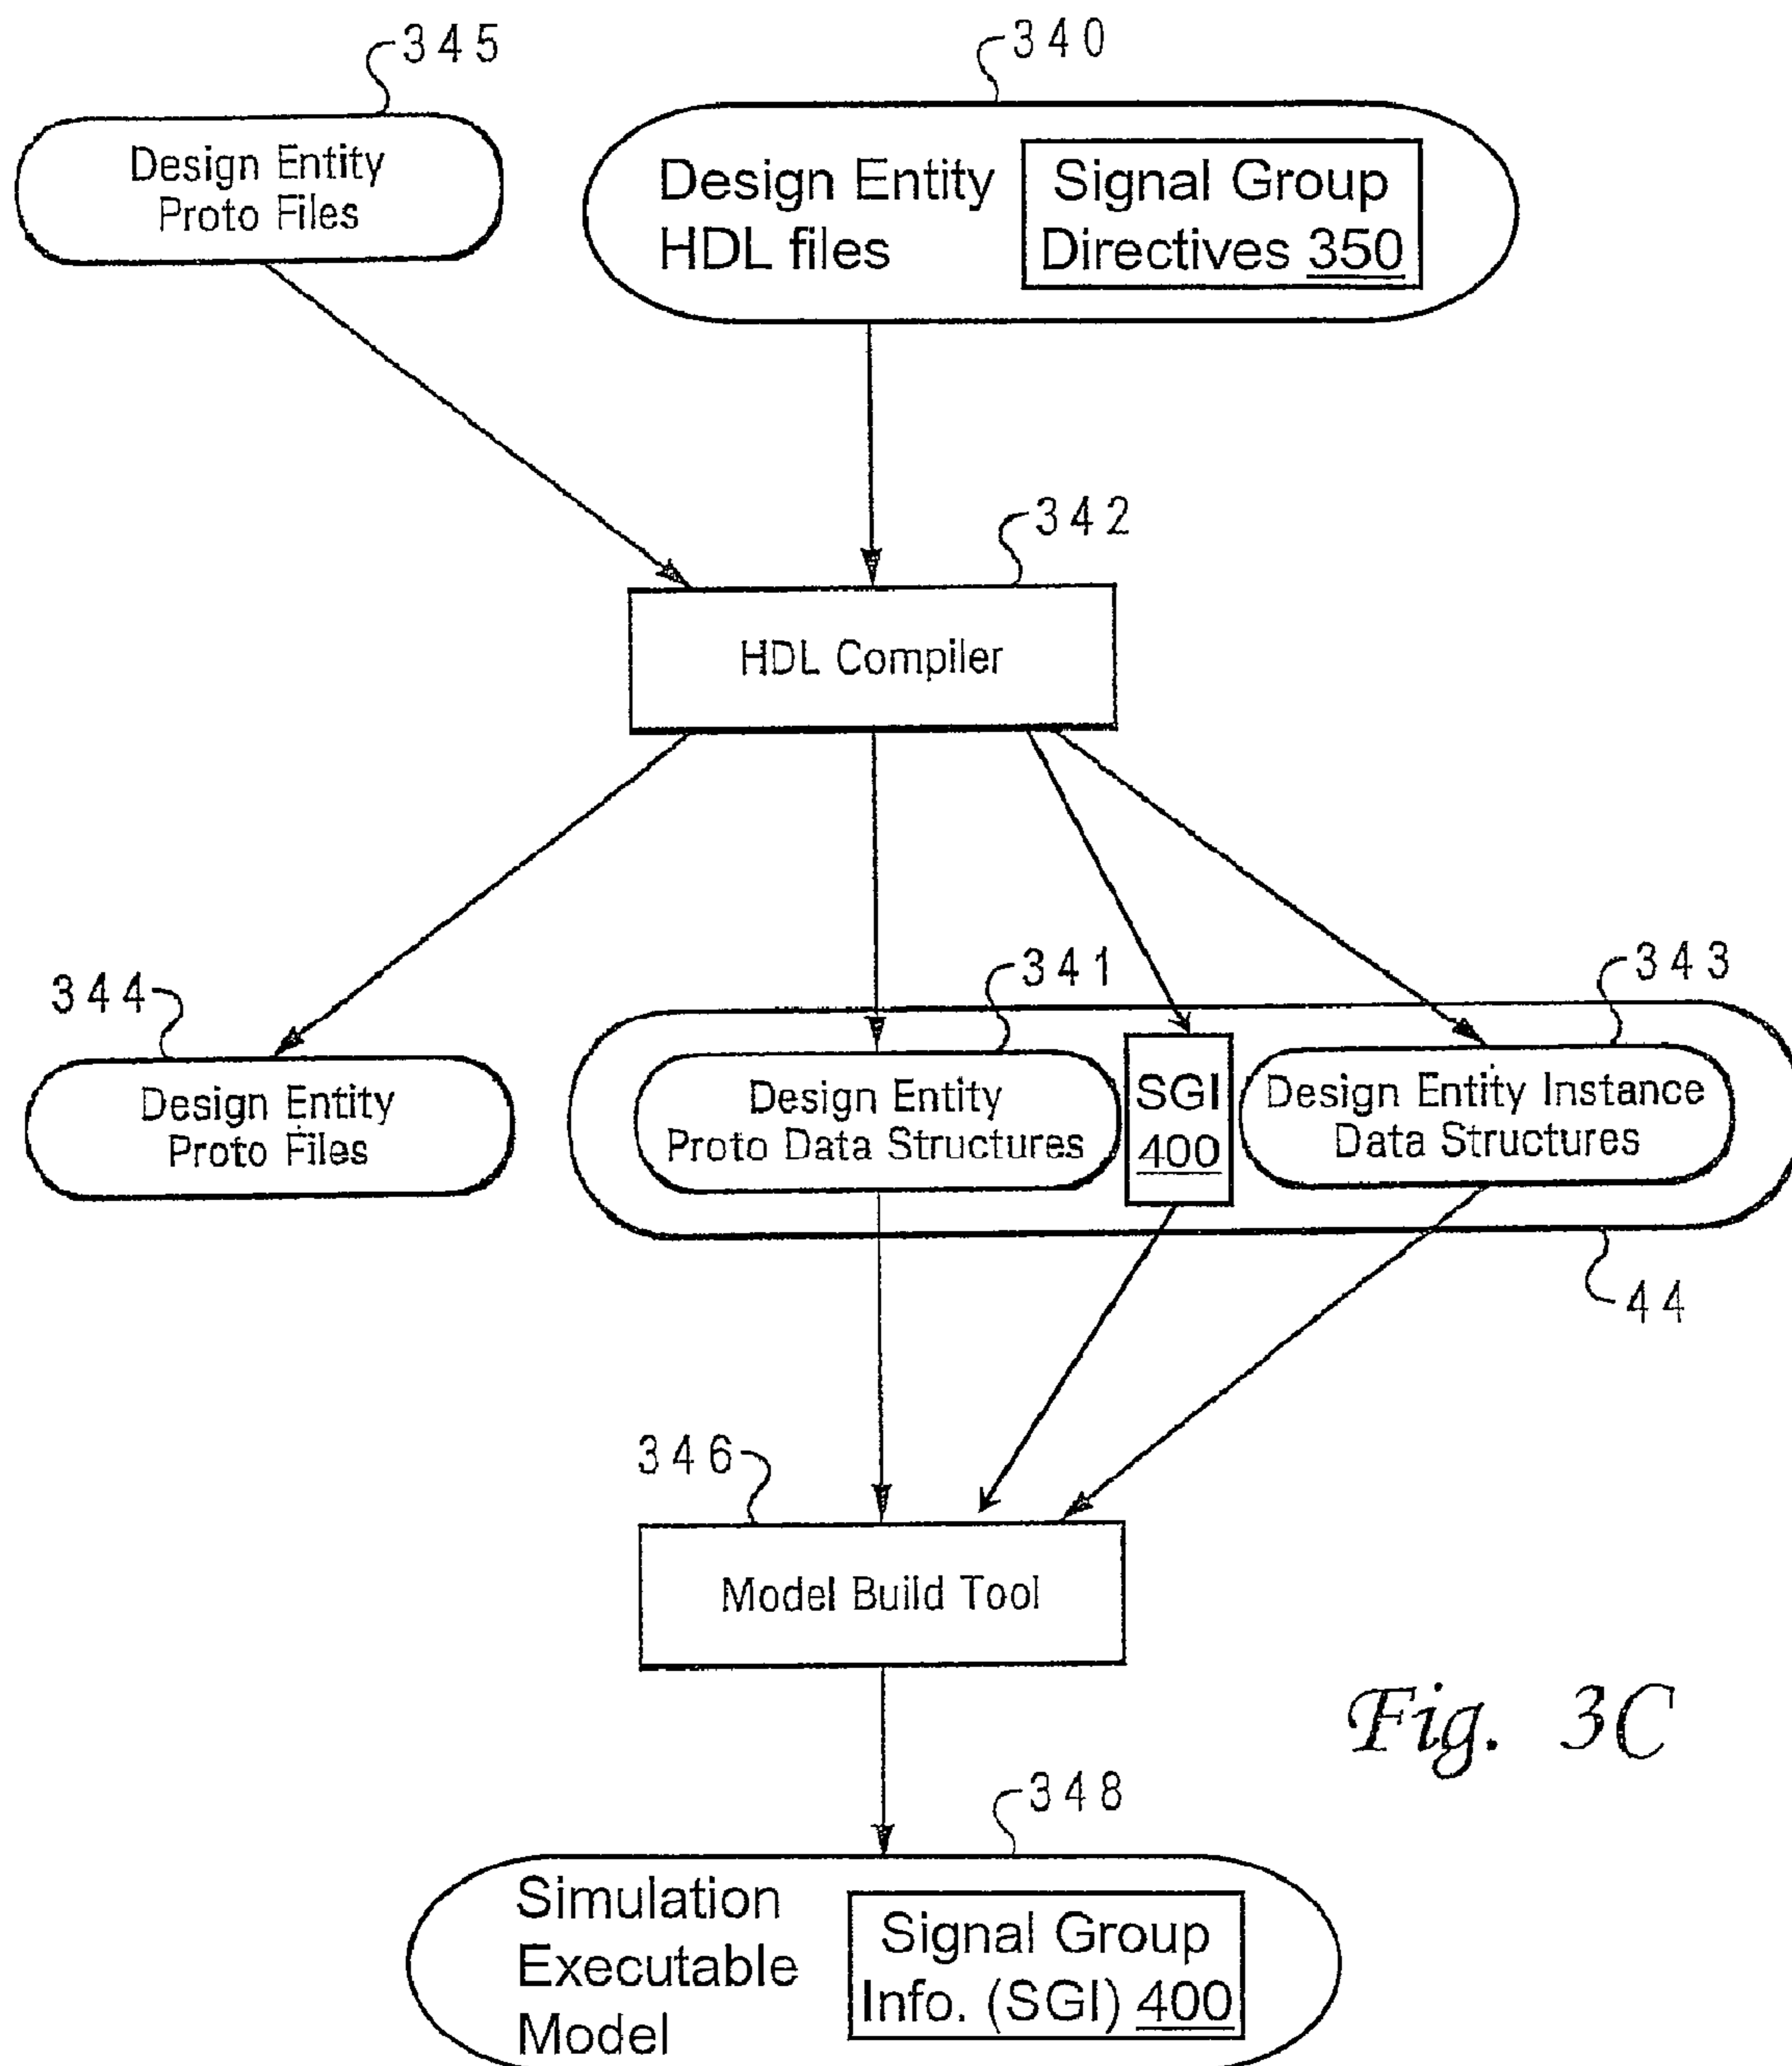 345
340
Design Entity
Proto Files
Design Entity
HDL files
Signal Group
Directives 350
342
HDL Compiler
344
341
343
Design Entity
Proto Files
Design Entity
Proto Data Structures
SGI
400
Design Entity Instance
Data Structures
44
346
Model Build Tool
Fig. 3C
348
Simulation
Executable
Model
Signal Group
Info. (SGI) 400